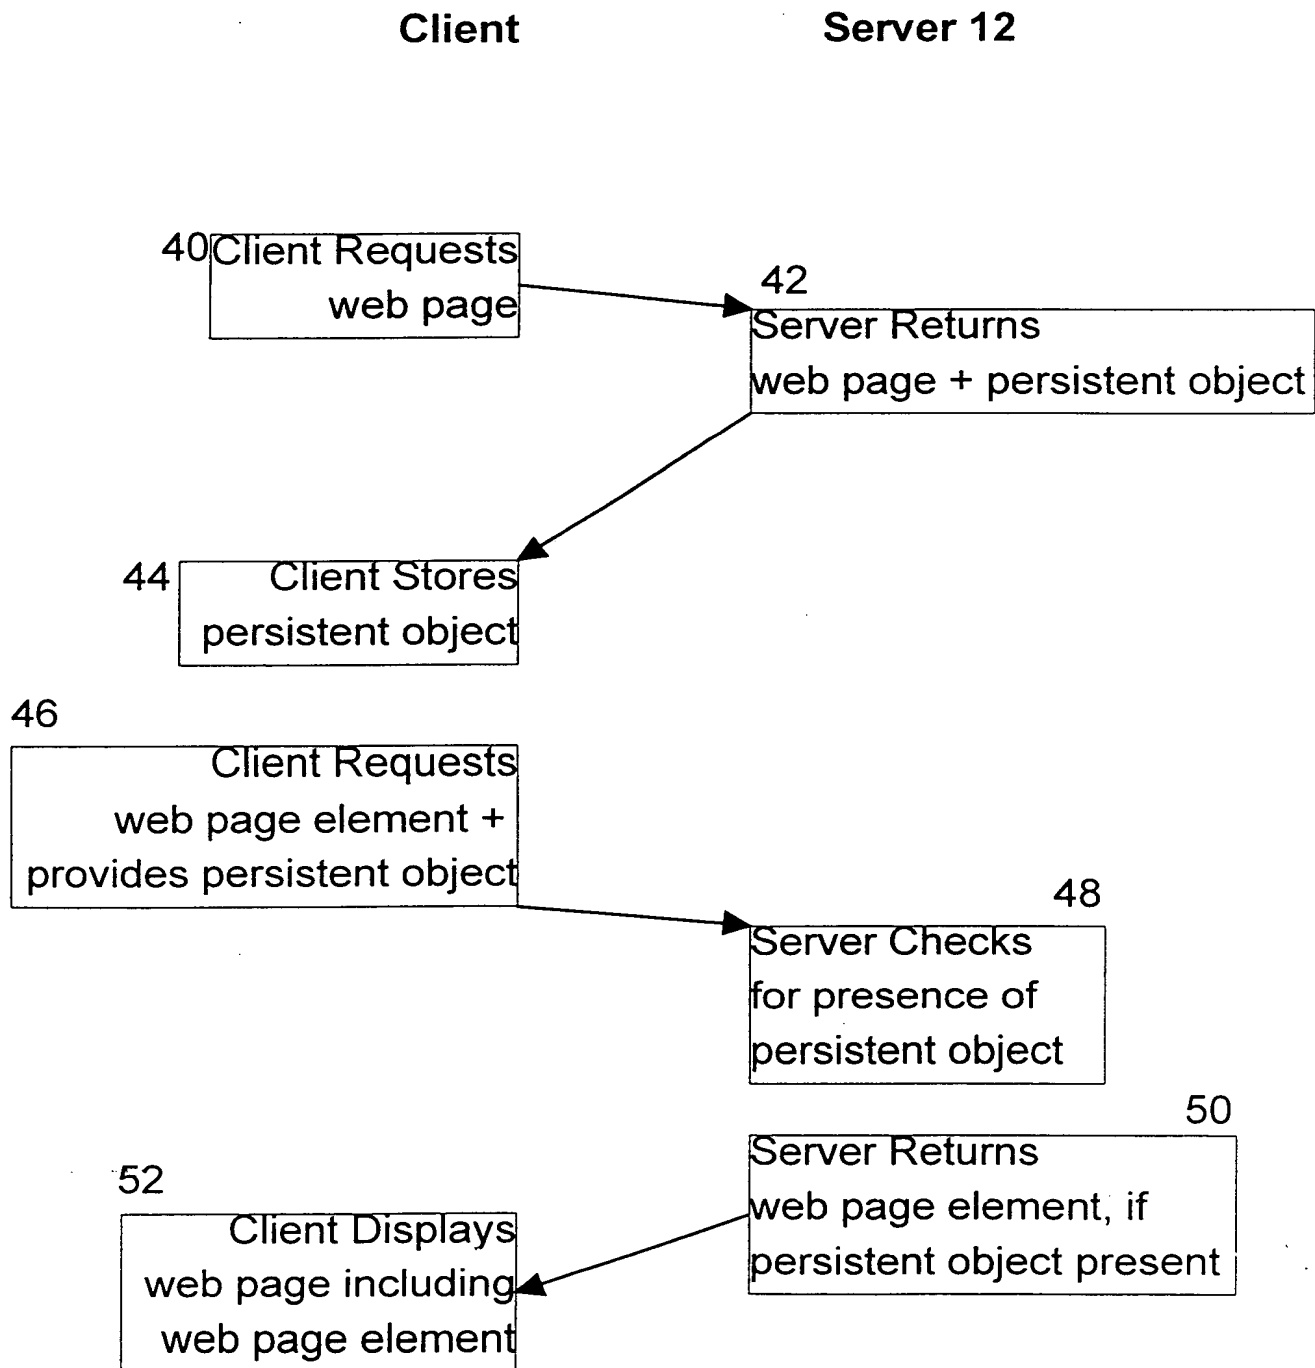 Client
Server 12
40
Client Requests
web page
42
Server Returns
web page + persistent object
44
Client Stores
persistent object
46
Client Requests
web page element +
provides persistent object
48
Server Checks
for presence of
persistent object
50
Server Returns
web page element, if
persistent object present
52
Client Displays
web page including
web page element